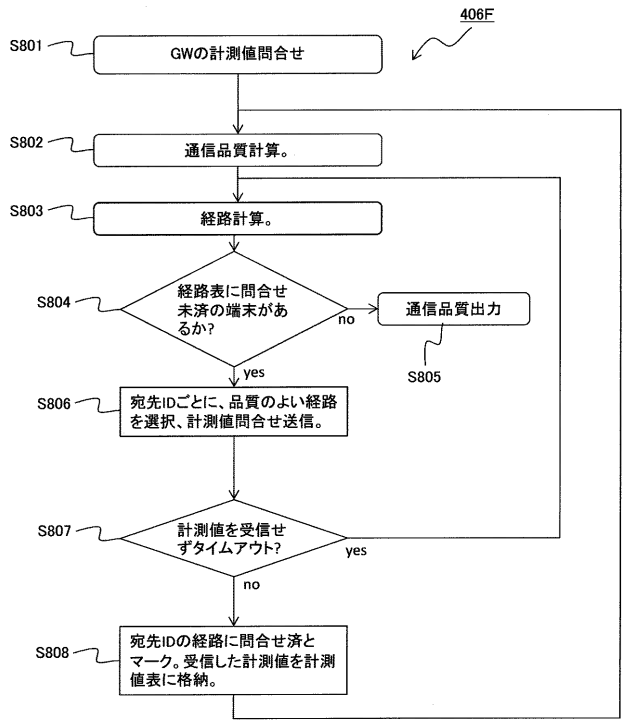 406F
S801
GWの計測値問合せ
S802
通信品質計算。
S803
経路計算。
S804
経路表に問合せ
未済の端末があ
るか?
no
通信品質出力
S805
yes
S806
宛先IDごとに、品質のよい経路
を選択、計測値問合せ送信。
S807
計測値を受信せ
ずタイムアウト?
yes
no
S808
宛先IDの経路に問合せ済と
マーク。受信した計測値を計測
値表に格納。